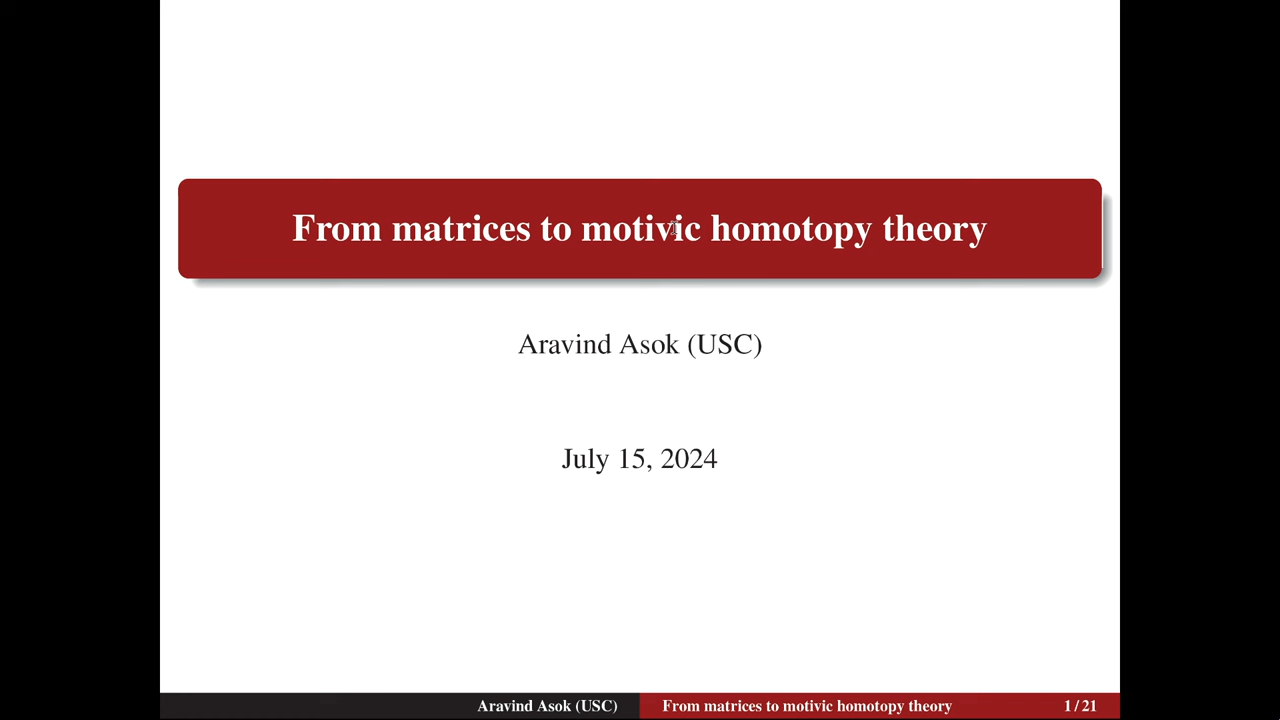 From matrices to motivic homotopy theory
Aravind Asok (USC)
July 15, 2024
Aravind Asok (USC) From matrices to motivic homotopy theory 1 / 21